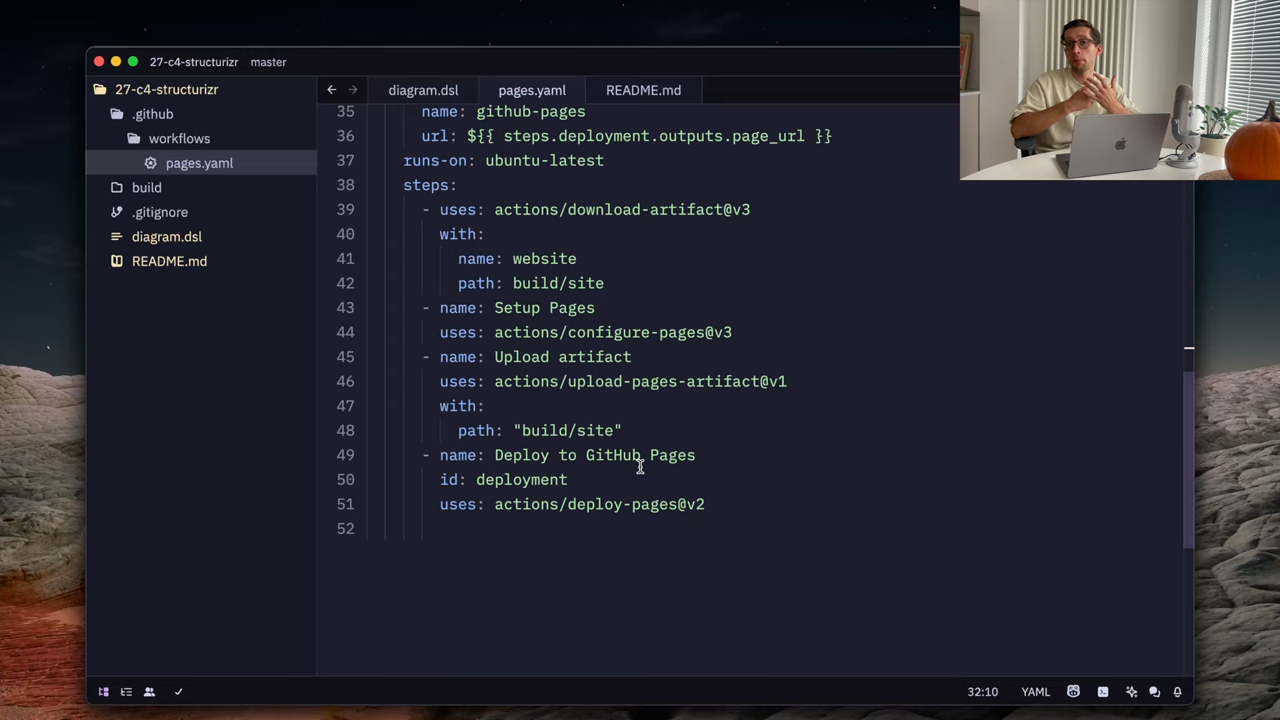 27-c4-structurizr master
27-c4-structurizr
.github
workflows
pages.yaml
build
.gitignore
diagram.dsl
README.md
diagram.dsl
pages.yaml
README.md
35 name: github-pages
36 url: ${{ steps.deployment.outputs.page_url }}
37 runs-on: ubuntu-latest
38 steps:
39 - uses: actions/download-artifact@v3
40 with:
41 name: website
42 path: build/site
43 - name: Setup Pages
44 uses: actions/configure-pages@v3
45 - name: Upload artifact
46 uses: actions/upload-pages-artifact@v1
47 with:
48 path: "build/site"
49 - name: Deploy to GitHub Pages
50 id: deployment
51 uses: actions/deploy-pages@v2
52
32:10 YAML